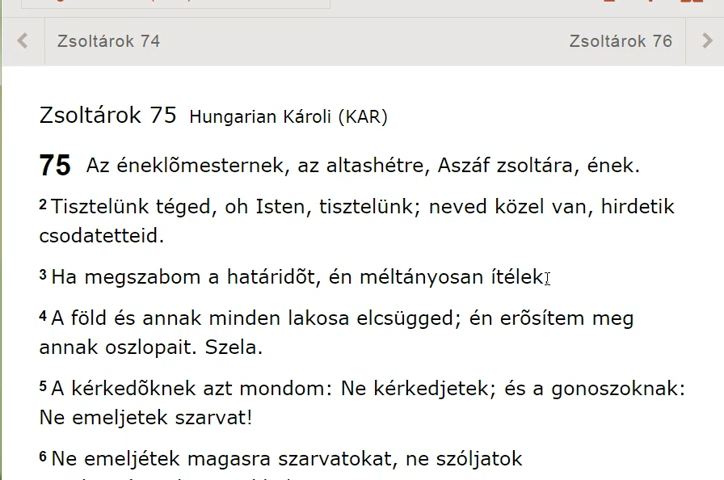 Zsoltárok 74
Zsoltárok 76
Zsoltárok 75 Hungarian Károli (KAR)
75 Az éneklõmesternek, az altashétre, Aszáf zsoltára, ének.
2 Tisztelünk téged, oh Isten, tisztelünk; neved közel van, hirdetik
csodatetteid.
3 Ha megszabom a határidõt, én méltányosan ítélek
4 A föld és annak minden lakosa elcsügged; én erõsítem meg
annak oszlopait. Szela.
5 A kérkedõknek azt mondom: Ne kérkedjetek; és a gonoszoknak:
Ne emeljetek szarvat!
6 Ne emeljétek magasra szarvatokat, ne szóljatok